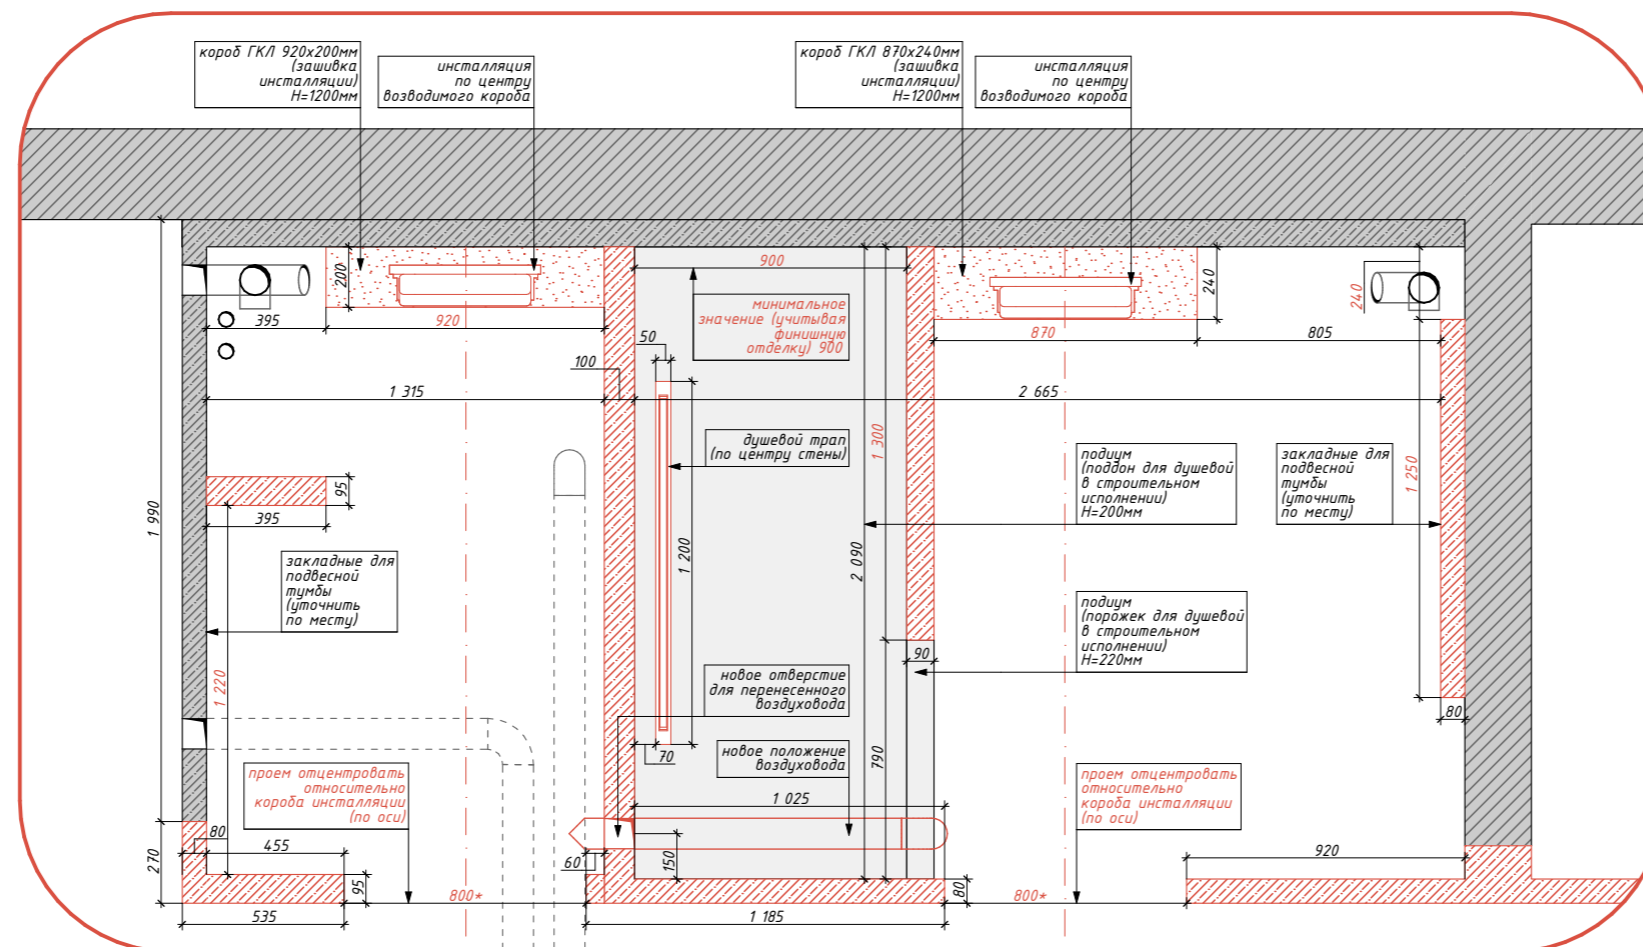 короб ГКЛ 920х200мм
(зашивка
инсталляции)
H=1200мм
инсталляция
по центру
возводимого короба
короб ГКЛ 870х240мм
(зашивка
инсталляции)
H=1200мм
инсталляция
по центру
возводимого короба
200
395
920
900
минимальное
значение (учитывая
финишную
отделку) 900
240
870
805
240
50
100
1 315
2 665
1 300
душевой трап
(по центру стены)
подиум
(поддон для душевой
в строительном
исполнении)
H=200мм
закладные для
подвесной
тумбы
(уточнить
по месту)
1 250
1 990
95
395
1 200
2 090
закладные для
подвесной
тумбы
(уточнить
по месту)
подиум
(порожек для душевой
в строительном
исполнении)
H=220мм
90
1 220
новое отверстие
для перенесенного
воздуховода
80
70
новое положение
воздуховода
790
проем отцентровать
относительно
короба инсталляции
(по оси)
1 025
проем отцентровать
относительно
короба инсталляции
(по оси)
270
80
455
95
60
150
920
80
800*
800*
535
1 185